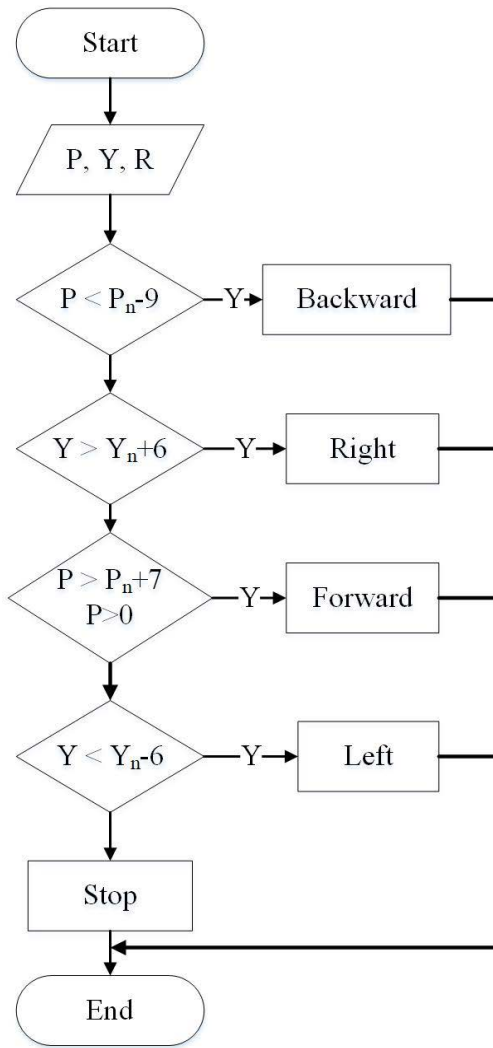 Start
P, Y, R
P < Pₙ-9
Y
Backward
Y > Yₙ+6
Y
Right
P > Pₙ+7
P>0
Y
Forward
Y < Yₙ-6
Y
Left
Stop
End